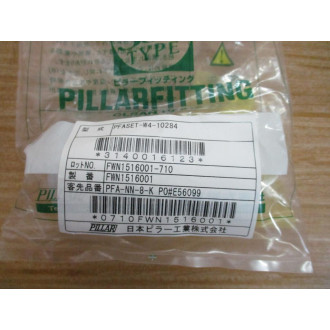 TYPE
ピラーフィッティング
PILLARFITTING
型式 PFASET-W4-10284
*3140016123*
ロットNO. FWN1516001-710
製番 FWN1516001
客先品番 PFA-NN-8-K PO#E56099
*0710FWN1516001*
PILLAR 日本ピラー工業株式会社
PILLAR